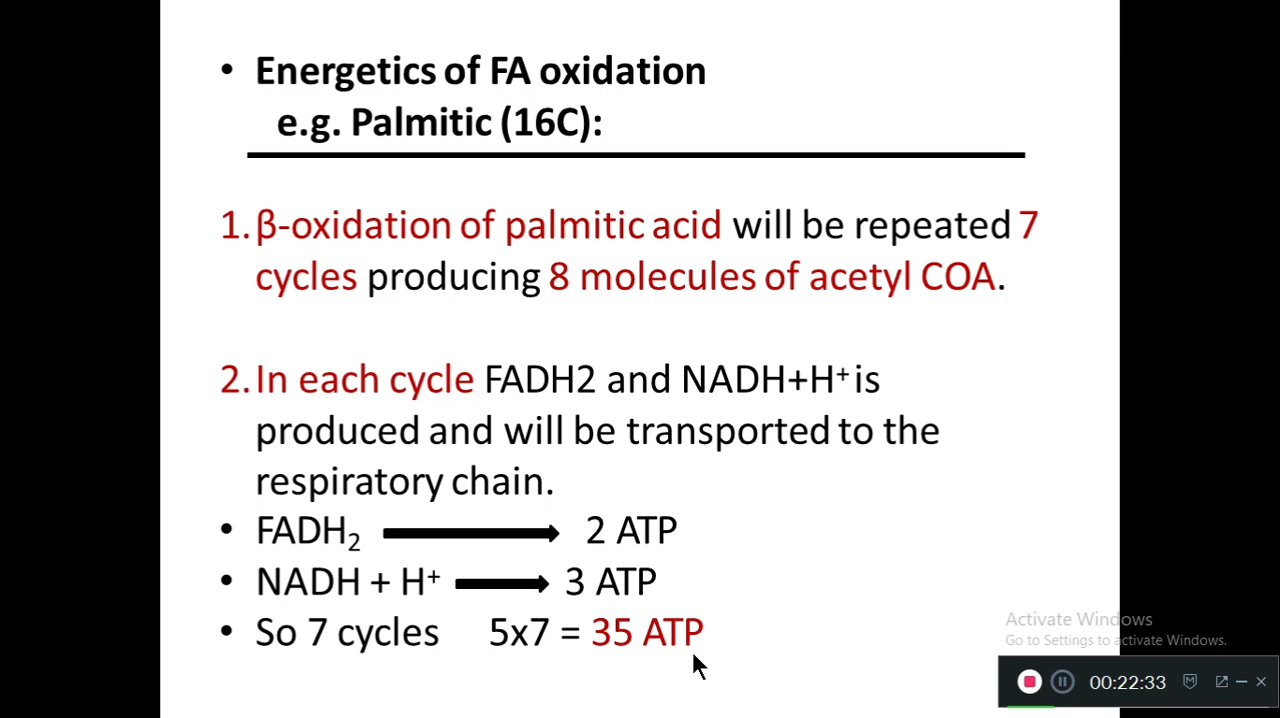 • Energetics of FA oxidation
e.g. Palmitic (16C):
1. β-oxidation of palmitic acid will be repeated 7
cycles producing 8 molecules of acetyl COA.
2. In each cycle FADH2 and NADH+H⁺ is
produced and will be transported to the
respiratory chain.
• FADH₂ 2 ATP
• NADH + H⁺ 3 ATP
• So 7 cycles 5x7 = 35 ATP
Activate Windows
Go to Settings to activate Windows.
00:22:33